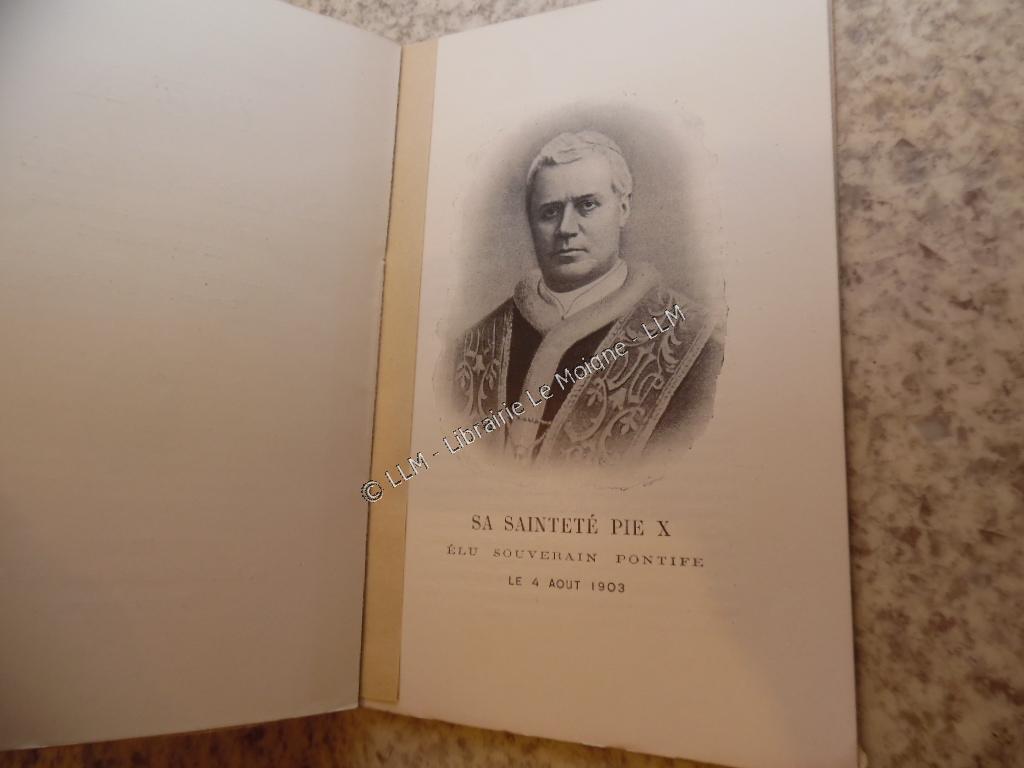 © LLM - Librairie Le Moigne - LLM
SA SAINTETÉ PIE X
ÉLU SOUVERAIN PONTIFE
LE 4 AOUT 1903